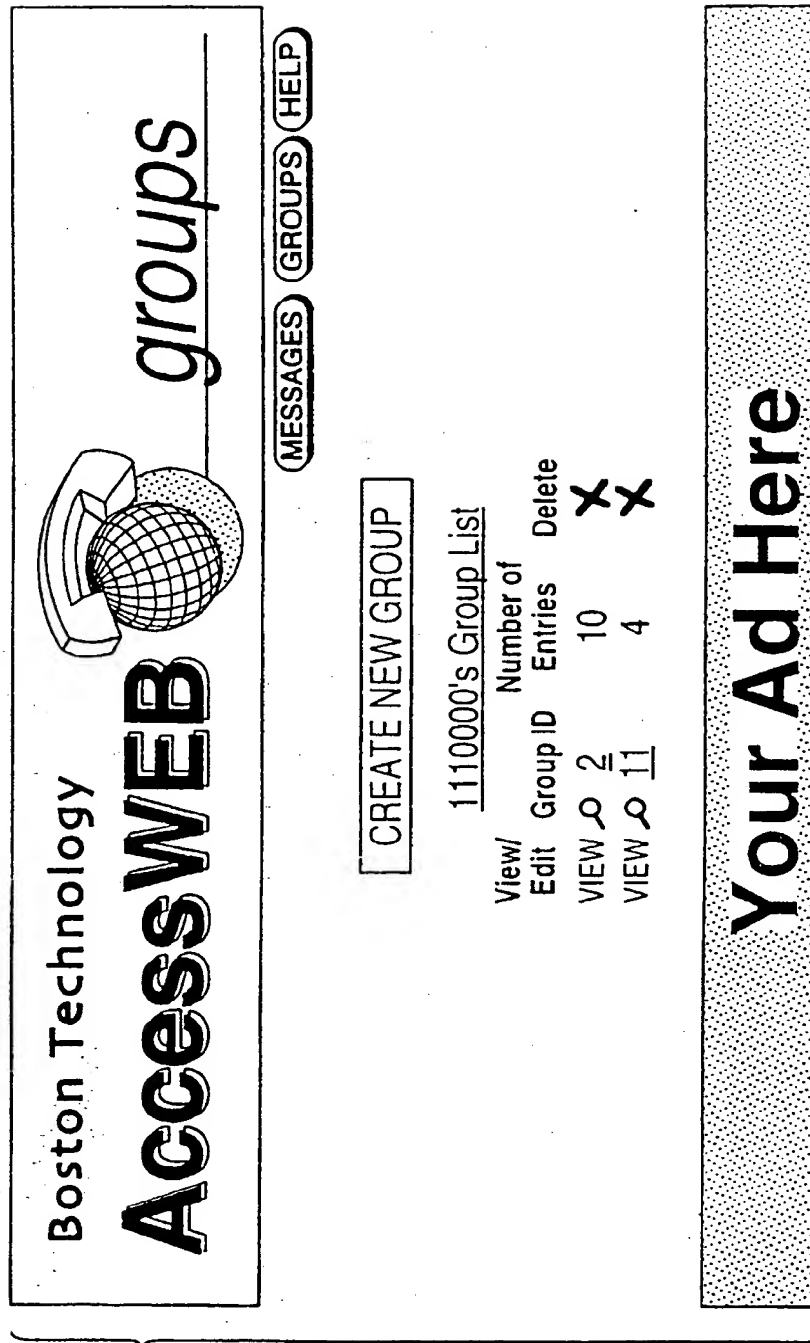 Boston Technology
AccessWEB groups
MESSAGES GROUPS HELP
CREATE NEW GROUP
1110000's Group List
View/ Number of
Edit Group ID Entries Delete
VIEW 2 10 X
VIEW 11 4 X
Your Ad Here